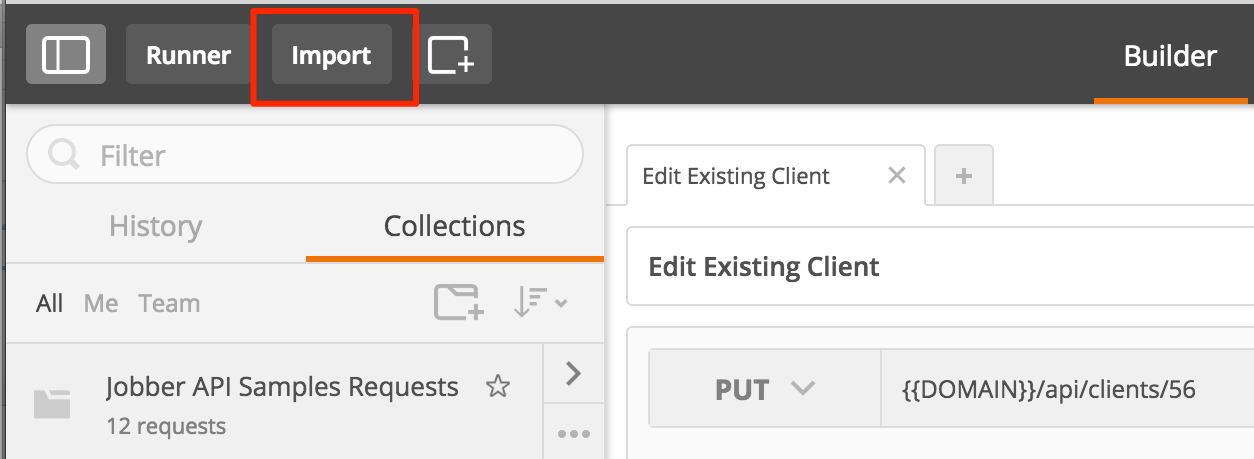 Runner
Import
Builder
Filter
History
Collections
All Me Team
Jobber API Samples Requests
12 requests
Edit Existing Client
Edit Existing Client
PUT
{{DOMAIN}}/api/clients/56